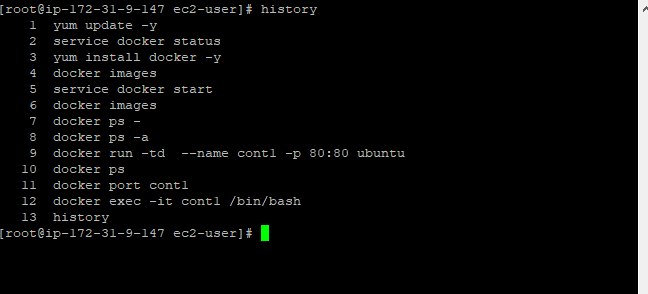 [root@ip-172-31-9-147 ec2-user]# history
1 yum update -y
2 service docker status
3 yum install docker -y
4 docker images
5 service docker start
6 docker images
7 docker ps -
8 docker ps -a
9 docker run -td --name cont1 -p 80:80 ubuntu
10 docker ps
11 docker port cont1
12 docker exec -it cont1 /bin/bash
13 history
[root@ip-172-31-9-147 ec2-user]#